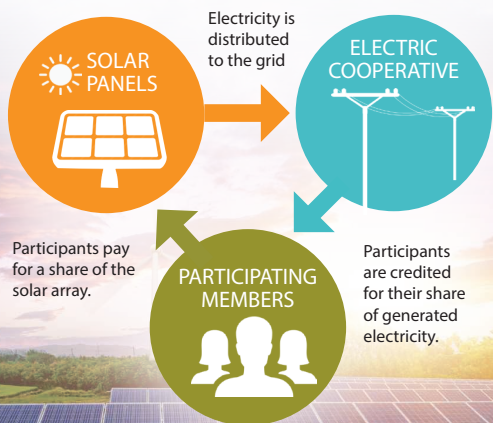 Electricity is
distributed
to the grid
SOLAR
PANELS
ELECTRIC
COOPERATIVE
Participants pay
for a share of the
solar array.
PARTICIPATING
MEMBERS
Participants
are credited
for their share
of generated
electricity.